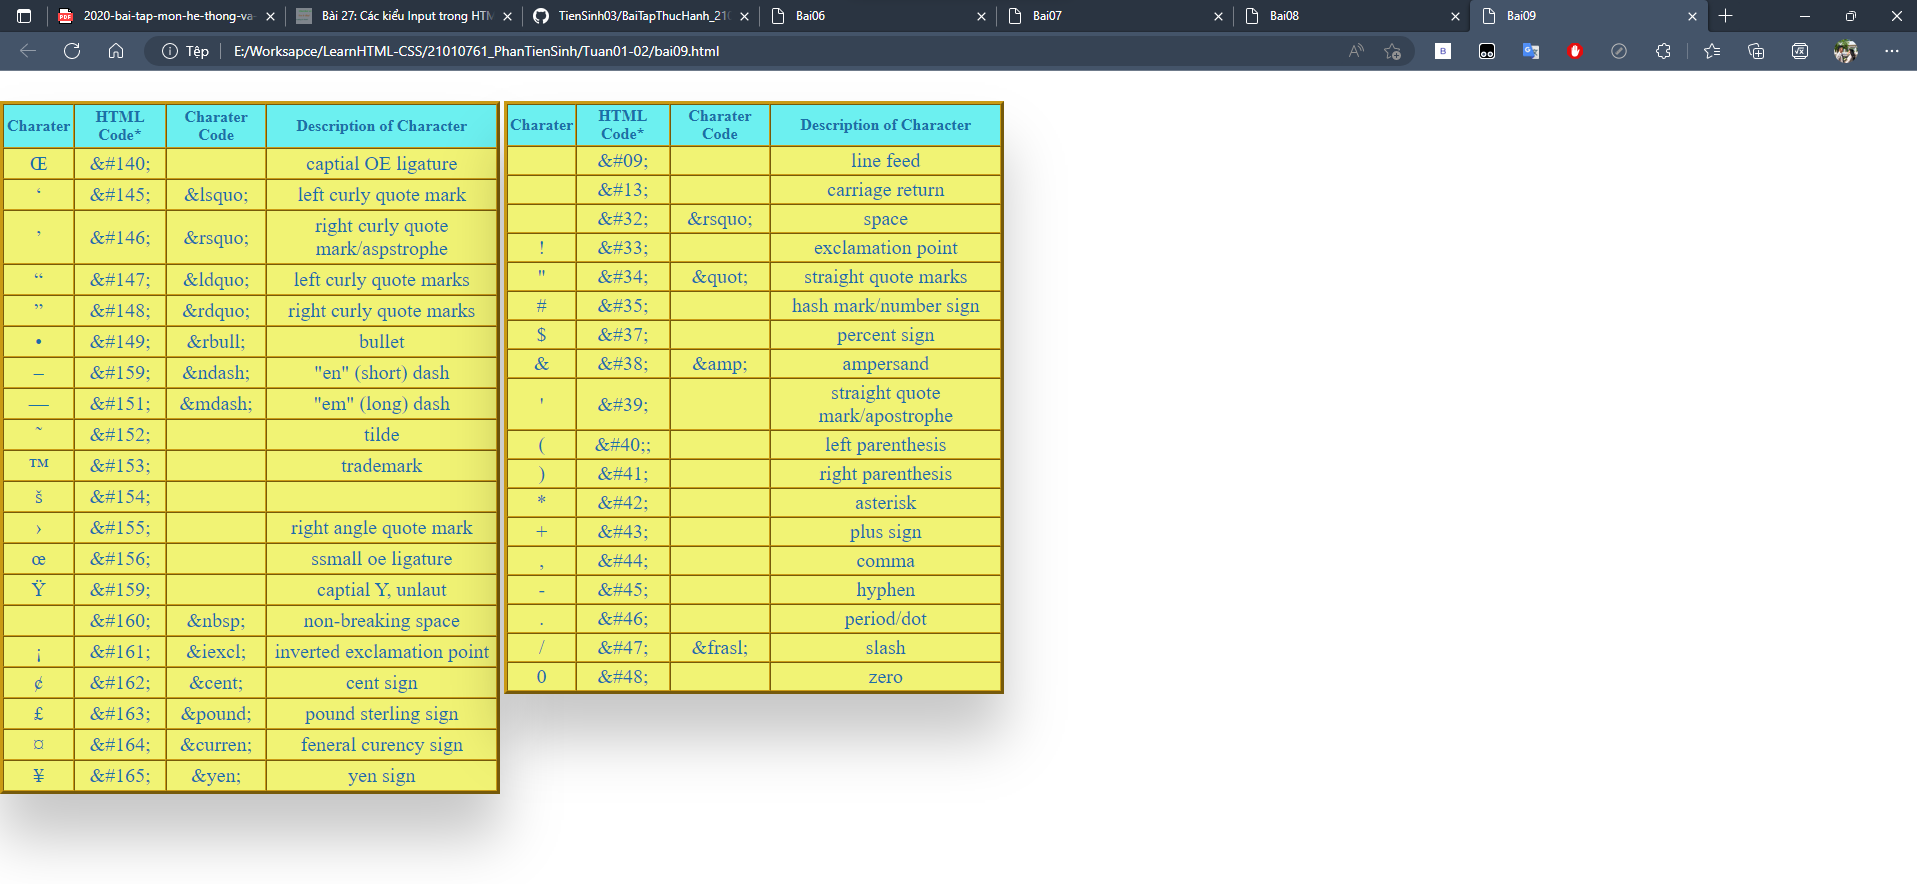 2020-bai-tap-mon-he-thong-va-
Bài 27: Các kiểu Input trong HTM
TienSinh03/BaiTapThucHanh_210
Bai06
Bai07
Bai08
Bai09
Tệp E:/Worksapce/LearnHTML-CSS/21010761_PhanTienSinh/Tuan01-02/bai09.html
Charater HTML Code* Charater Code Description of Character
Œ &#140; captial OE ligature
‘ &#145; &lsquo; left curly quote mark
’ &#146; &rsquo; right curly quote
mark/aspstrophe
“ &#147; &ldquo; left curly quote marks
” &#148; &rdquo; right curly quote marks
• &#149; &rbull; bullet
– &#159; &ndash; "en" (short) dash
— &#151; &mdash; "em" (long) dash
˜ &#152; tilde
™ &#153; trademark
š &#154;
› &#155; right angle quote mark
œ &#156; ssmall oe ligature
Ÿ &#159; captial Y, unlaut
&#160; &nbsp; non-breaking space
¡ &#161; &iexcl; inverted exclamation point
¢ &#162; &cent; cent sign
£ &#163; &pound; pound sterling sign
¤ &#164; &curren; feneral curency sign
¥ &#165; &yen; yen sign
Charater HTML Code* Charater Code Description of Character
&#09; line feed
&#13; carriage return
&#32; &rsquo; space
! &#33; exclamation point
" &#34; &quot; straight quote marks
# &#35; hash mark/number sign
$ &#37; percent sign
& &#38; &amp; ampersand
' &#39; straight quote
mark/apostrophe
( &#40;; left parenthesis
) &#41; right parenthesis
* &#42; asterisk
+ &#43; plus sign
, &#44; comma
- &#45; hyphen
. &#46; period/dot
/ &#47; &frasl; slash
0 &#48; zero